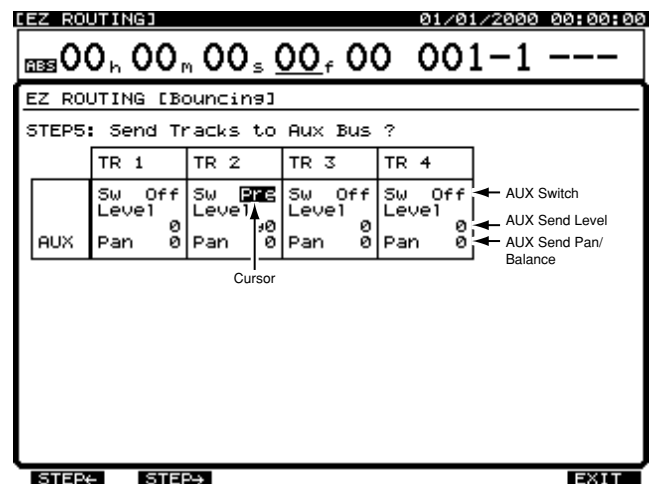 [EZ ROUTING] 01/01/2000 00:00:00
ABS 00h 00m 00s 00f 00 001-1 ---
EZ ROUTING [Bouncing]
STEP5: Send Tracks to Aux Bus ?
TR 1 TR 2 TR 3 TR 4
Sw Off Sw Pre Sw Off Sw Off AUX Switch
Level Level Level Level
0 0 0 AUX Send Level
AUX Pan 0 Pan 0 Pan 0 Pan 0 AUX Send Pan/
Balance
Cursor
STEP← STEP→ EXIT